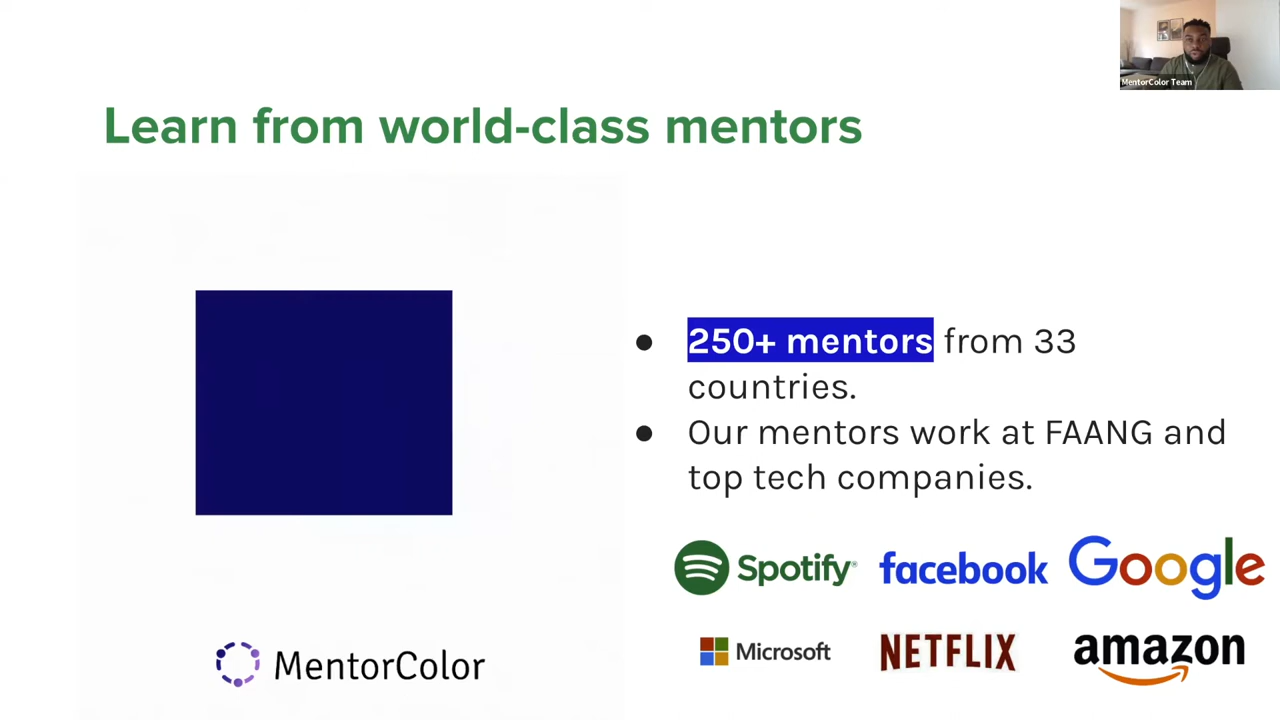 MentorColor Team
Learn from world-class mentors
250+ mentors from 33
countries.
Our mentors work at FAANG and
top tech companies.
Spotify®
facebook
Google
Microsoft
NETFLIX
amazon
MentorColor